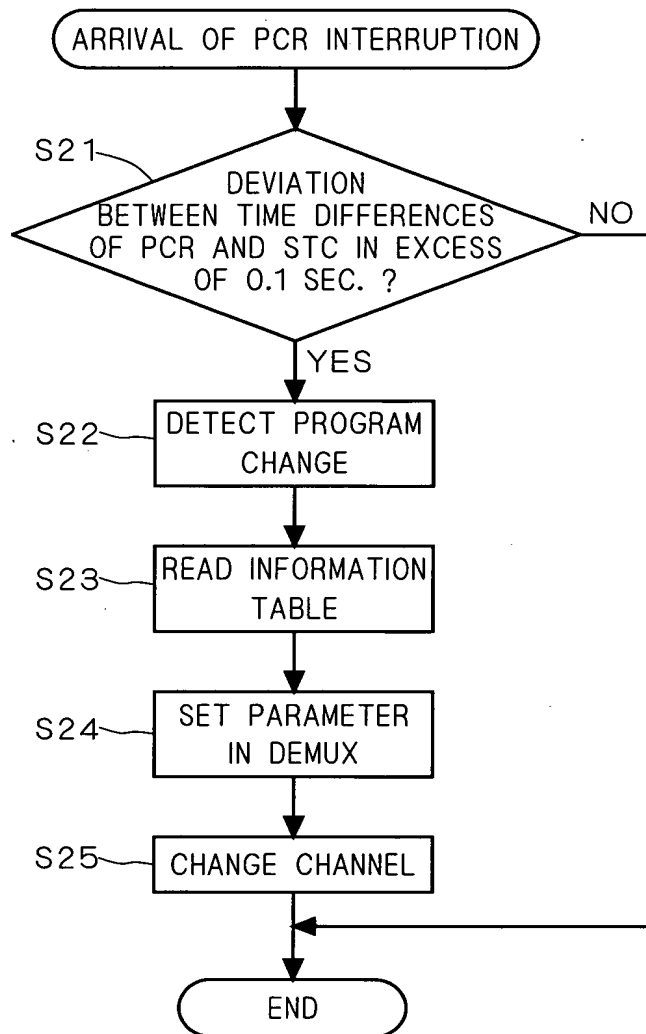 ARRIVAL OF PCR INTERRUPTION
S21
DEVIATION
BETWEEN TIME DIFFERENCES
OF PCR AND STC IN EXCESS
OF 0.1 SEC. ?
NO
YES
S22
DETECT PROGRAM
CHANGE
S23
READ INFORMATION
TABLE
S24
SET PARAMETER
IN DEMUX
S25
CHANGE CHANNEL
END